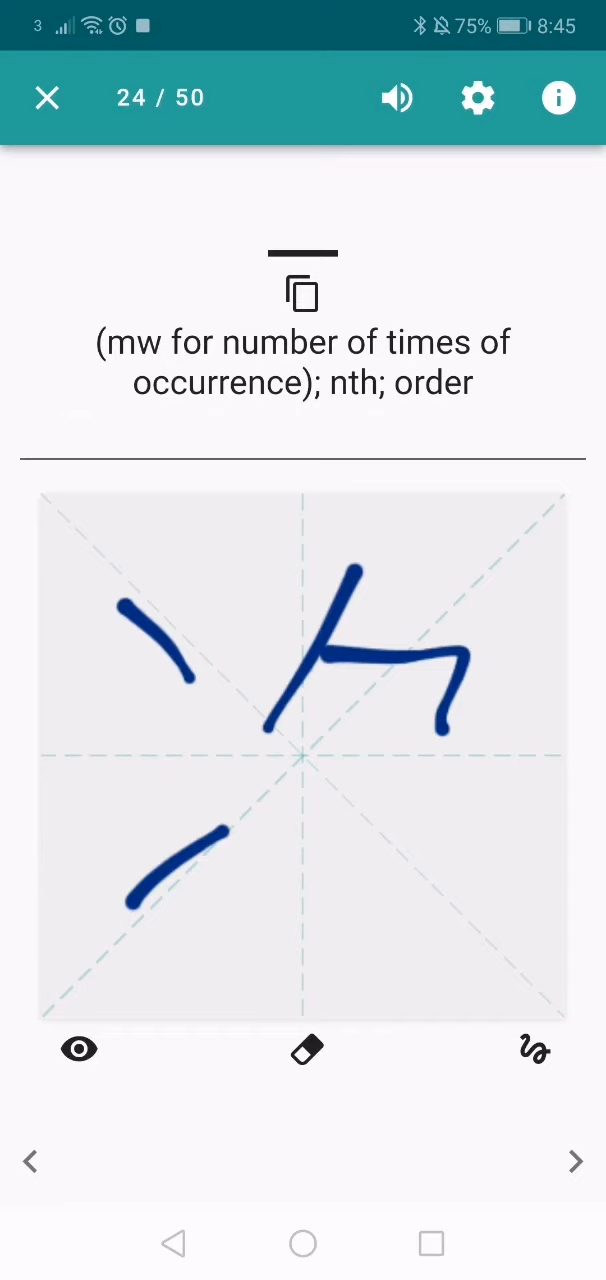 3 75% 8:45
24 / 50
(mw for number of times of
occurrence); nth; order